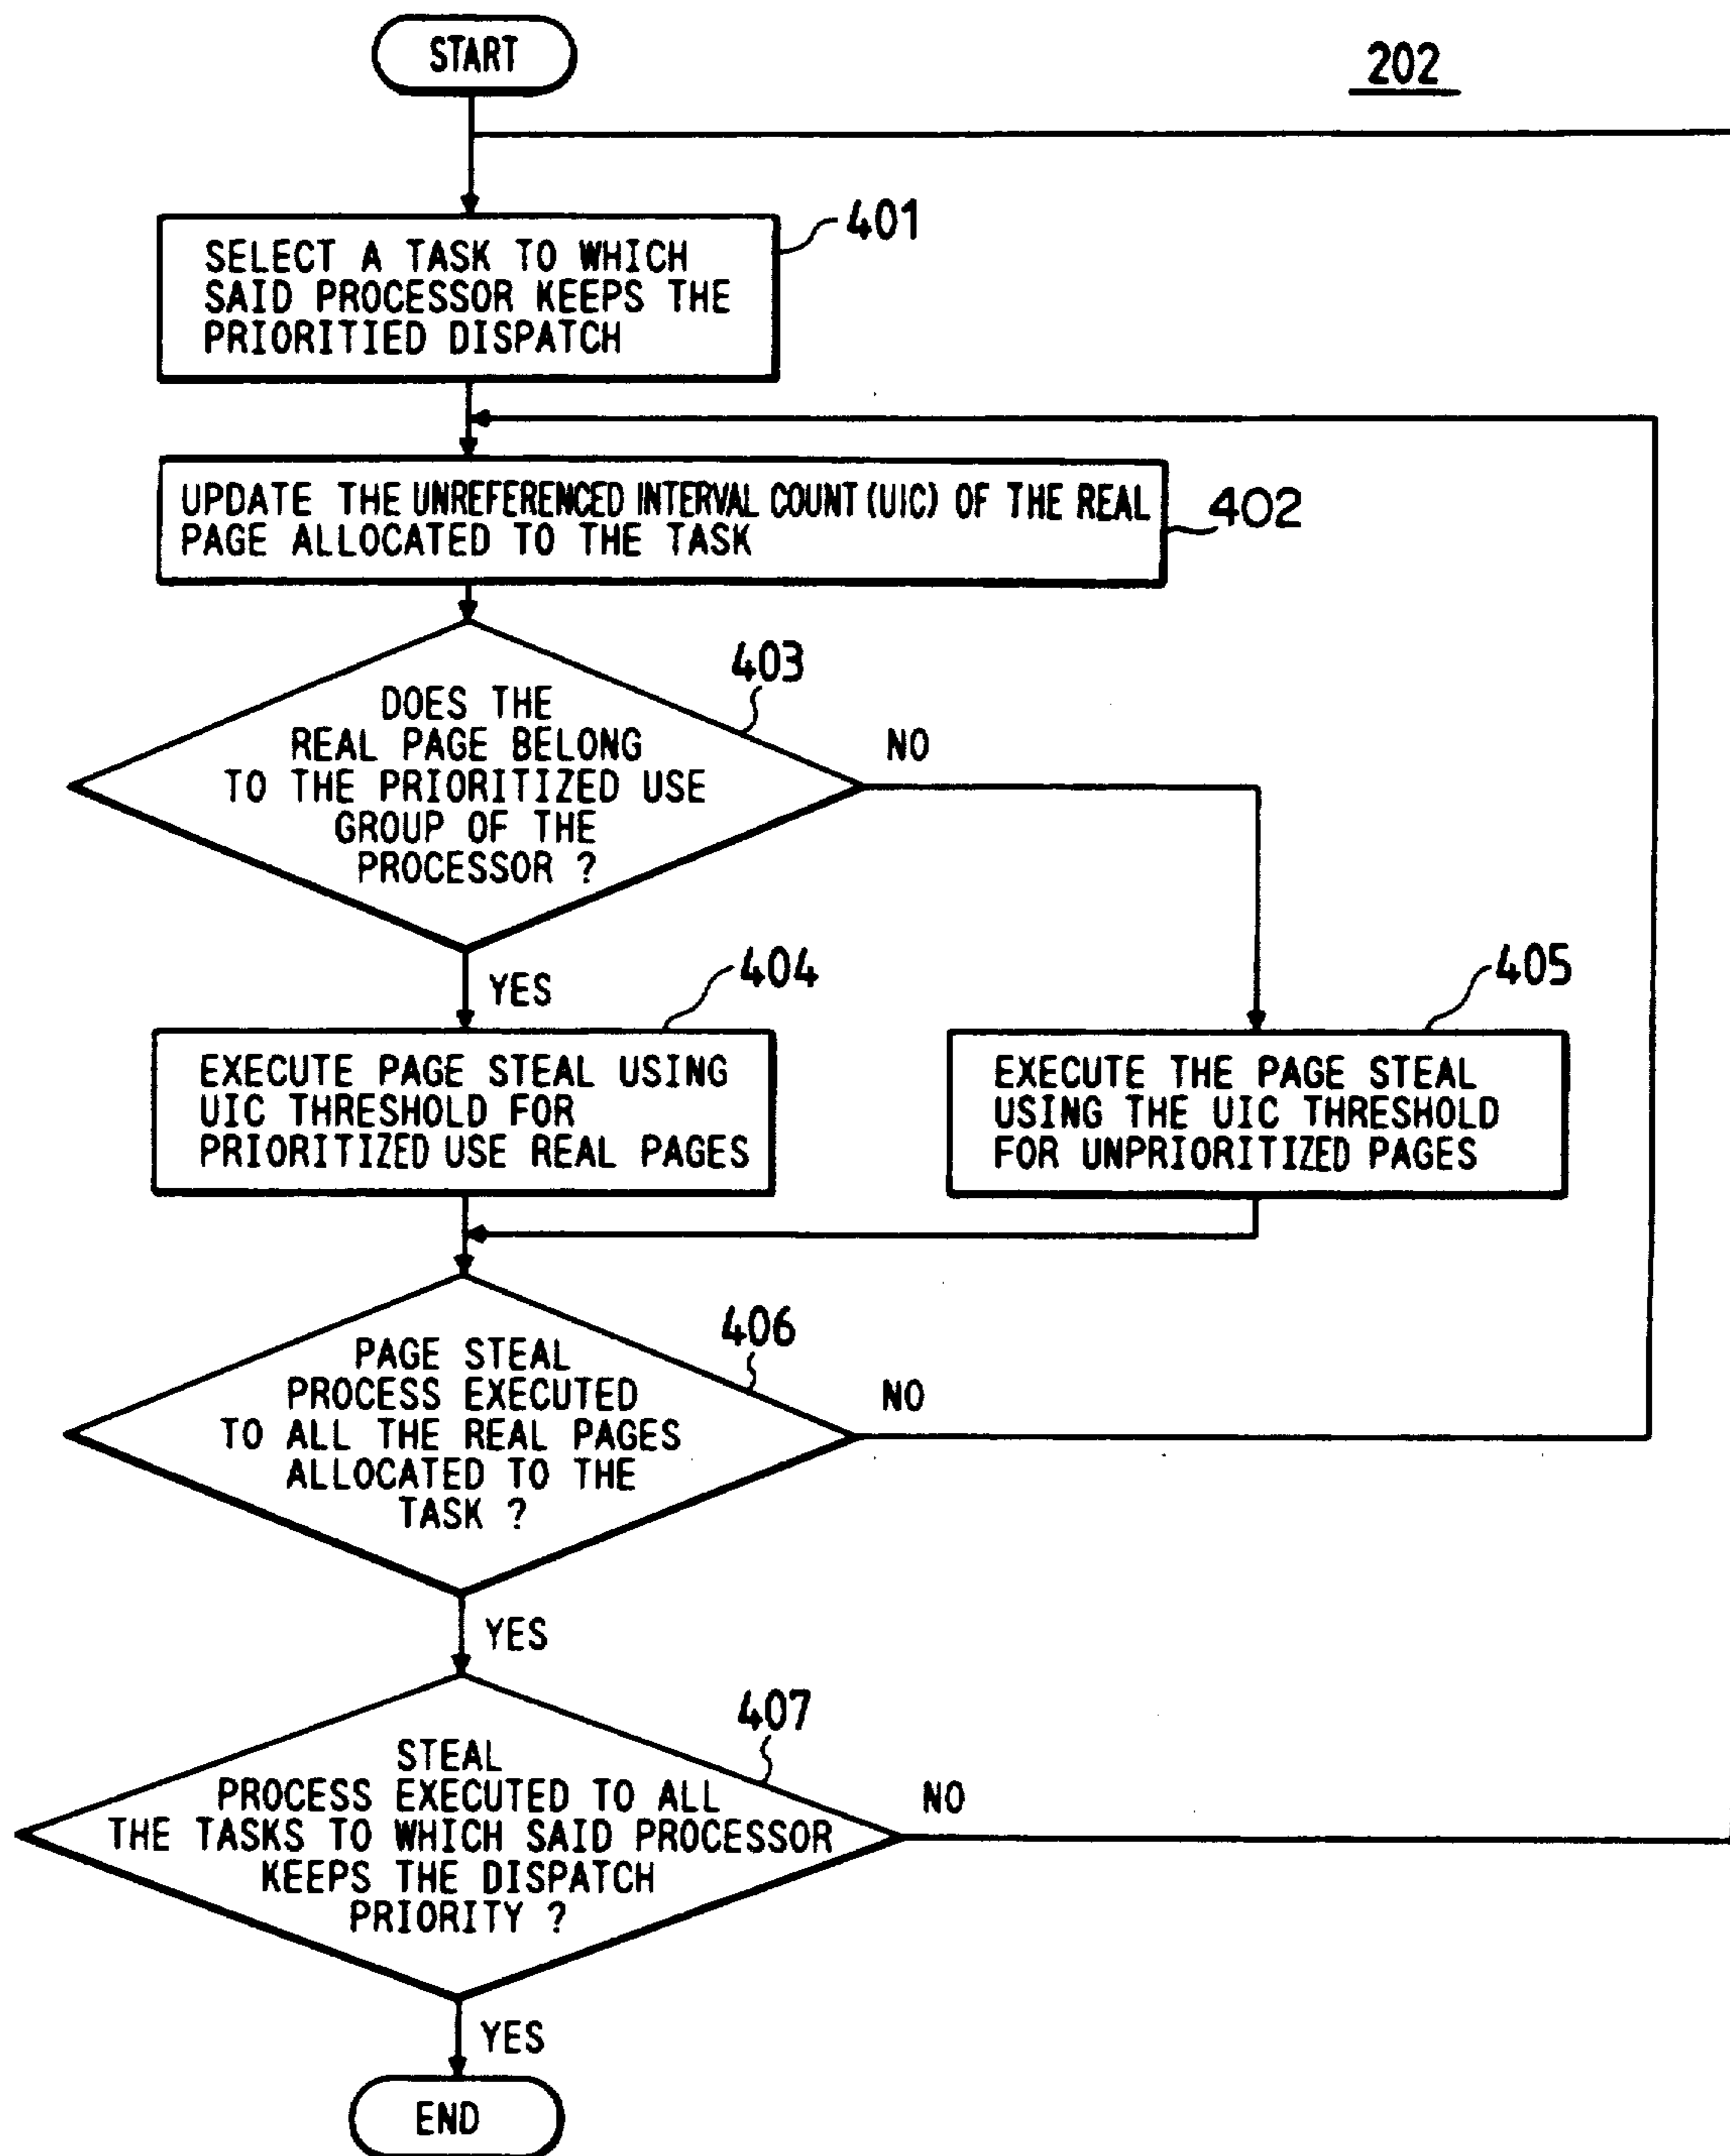 START
202
401
SELECT A TASK TO WHICH
SAID PROCESSOR KEEPS THE
PRIORITIED DISPATCH
UPDATE THE UNREFERENCED INTERVAL COUNT (UIC) OF THE REAL
PAGE ALLOCATED TO THE TASK
402
403
DOES THE
REAL PAGE BELONG
TO THE PRIORITIZED USE
GROUP OF THE
PROCESSOR ?
NO
YES
404
405
EXECUTE PAGE STEAL USING
UIC THRESHOLD FOR
PRIORITIZED USE REAL PAGES
EXECUTE THE PAGE STEAL
USING THE UIC THRESHOLD
FOR UNPRIORITIZED PAGES
406
PAGE STEAL
PROCESS EXECUTED
TO ALL THE REAL PAGES
ALLOCATED TO THE
TASK ?
NO
YES
407
STEAL
PROCESS EXECUTED TO ALL
THE TASKS TO WHICH SAID PROCESSOR
KEEPS THE DISPATCH
PRIORITY ?
NO
YES
END